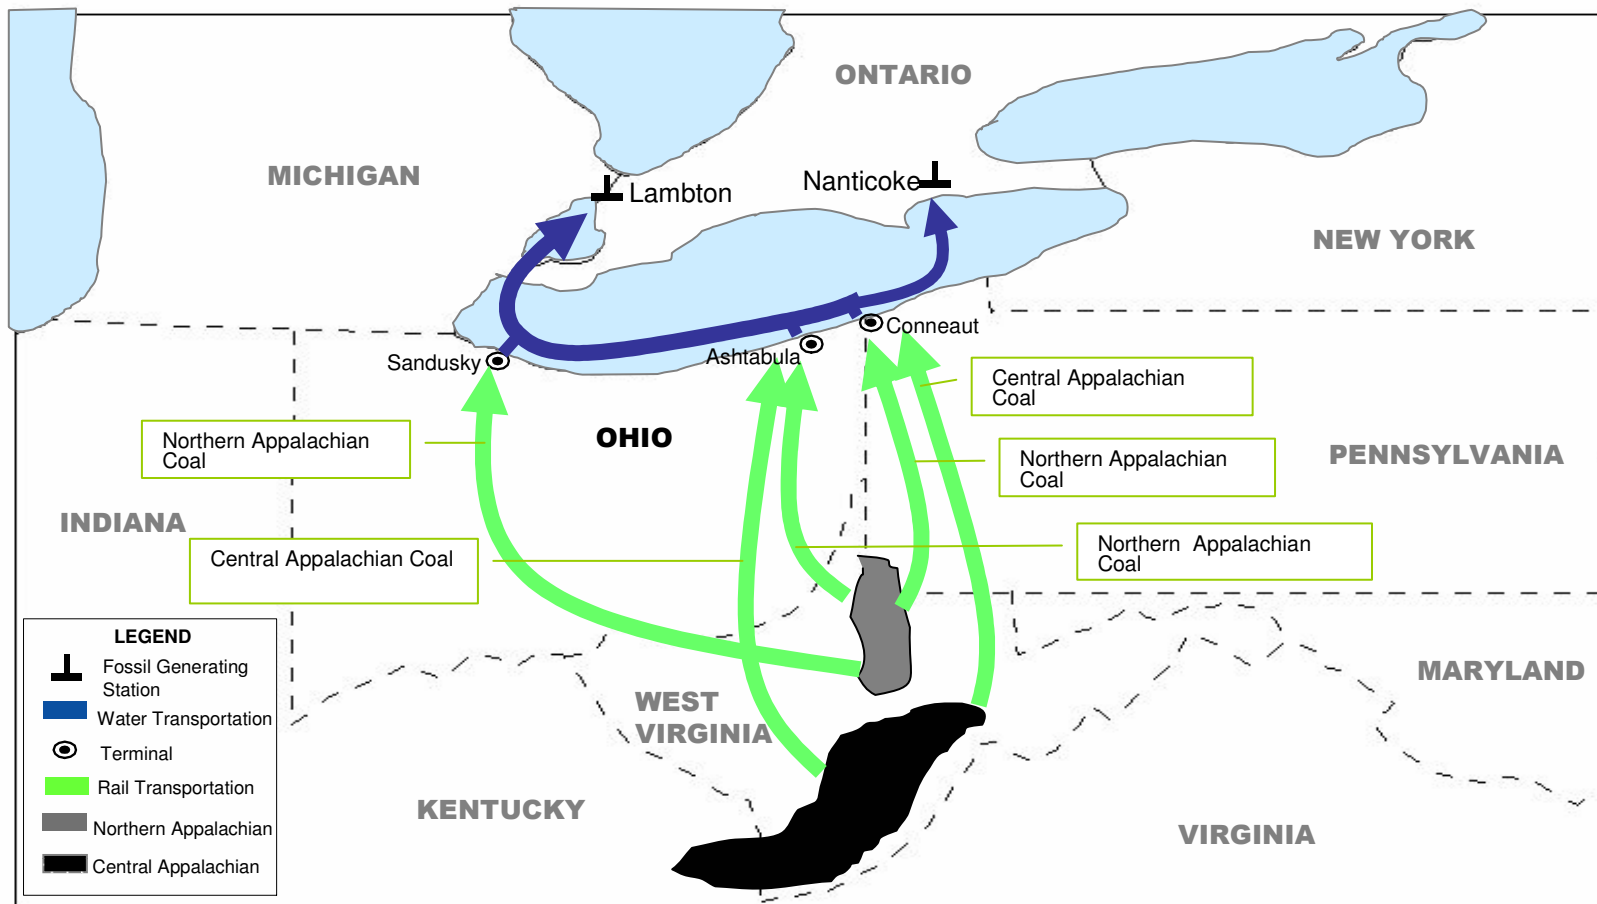 ONTARIO
MICHIGAN
Nanticoke
Lambton
NEW YORK
Conneaut
Sandusky
Ashtabula
Central Appalachian
Coal
Northern Appalachian
Coal
OHIO
Northern Appalachian
Coal
PENNSYLVANIA
INDIANA
Central Appalachian Coal
Northern Appalachian
Coal
LEGEND
Fossil Generating
Station
Water Transportation
Terminal
Rail Transportation
Northern Appalachian
Central Appalachian
WEST
VIRGINIA
MARYLAND
KENTUCKY
VIRGINIA